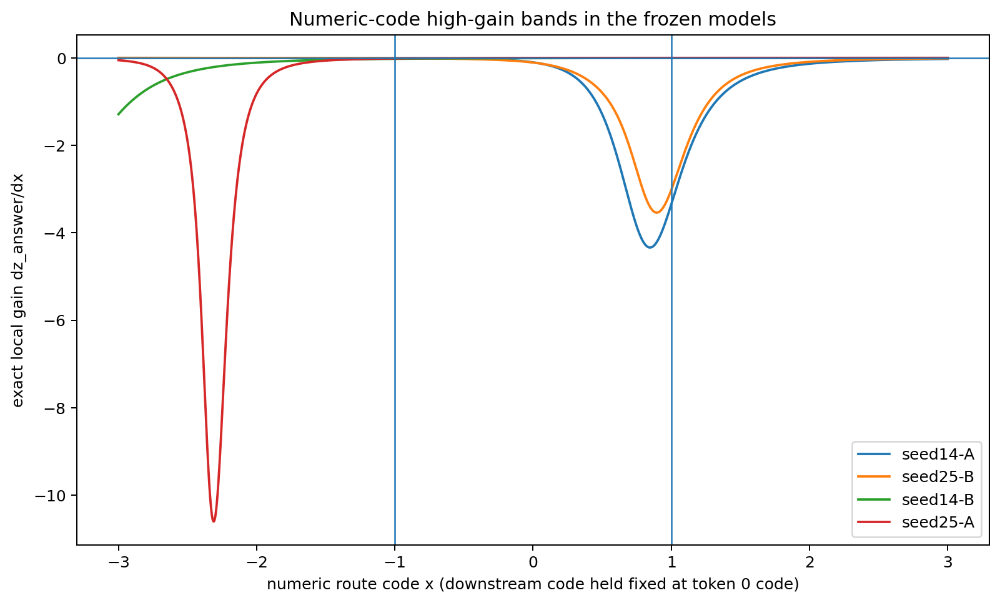 Numeric-code high-gain bands in the frozen models
exact local gain dz_answer/dx
0
−2
−4
−6
−8
−10
−3
−2
−1
0
1
2
3
numeric route code x (downstream code held fixed at token 0 code)
seed14-A
seed25-B
seed14-B
seed25-A